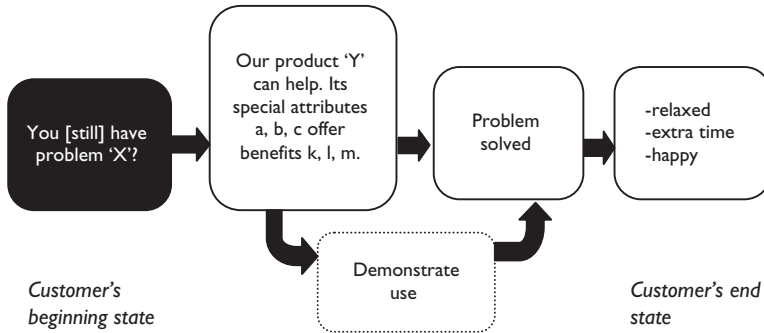 You [still] have
problem ‘X’?
Our product ‘Y’
can help. Its
special attributes
a, b, c offer
benefits k, l, m.
Problem
solved
-relaxed
-extra time
-happy
Demonstrate
use
Customer’s
beginning state
Customer’s end
state